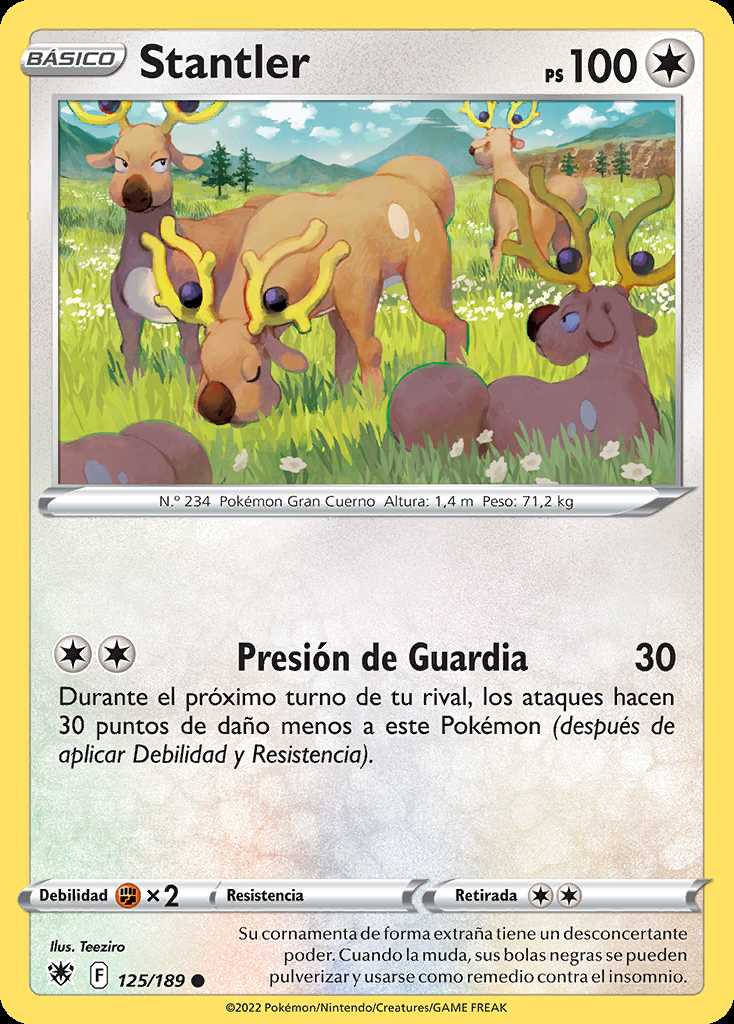 BÁSICO Stantler PS 100
N.º 234 Pokémon Gran Cuerno Altura: 1,4 m Peso: 71,2 kg
Presión de Guardia 30
Durante el próximo turno de tu rival, los ataques hacen
30 puntos de daño menos a este Pokémon (después de
aplicar Debilidad y Resistencia).
Debilidad ×2 Resistencia Retirada
Ilus. Teeziro
Su cornamenta de forma extraña tiene un desconcertante
poder. Cuando la muda, sus bolas negras se pueden
pulverizar y usarse como remedio contra el insomnio.
F 125/189
©2022 Pokémon/Nintendo/Creatures/GAME FREAK